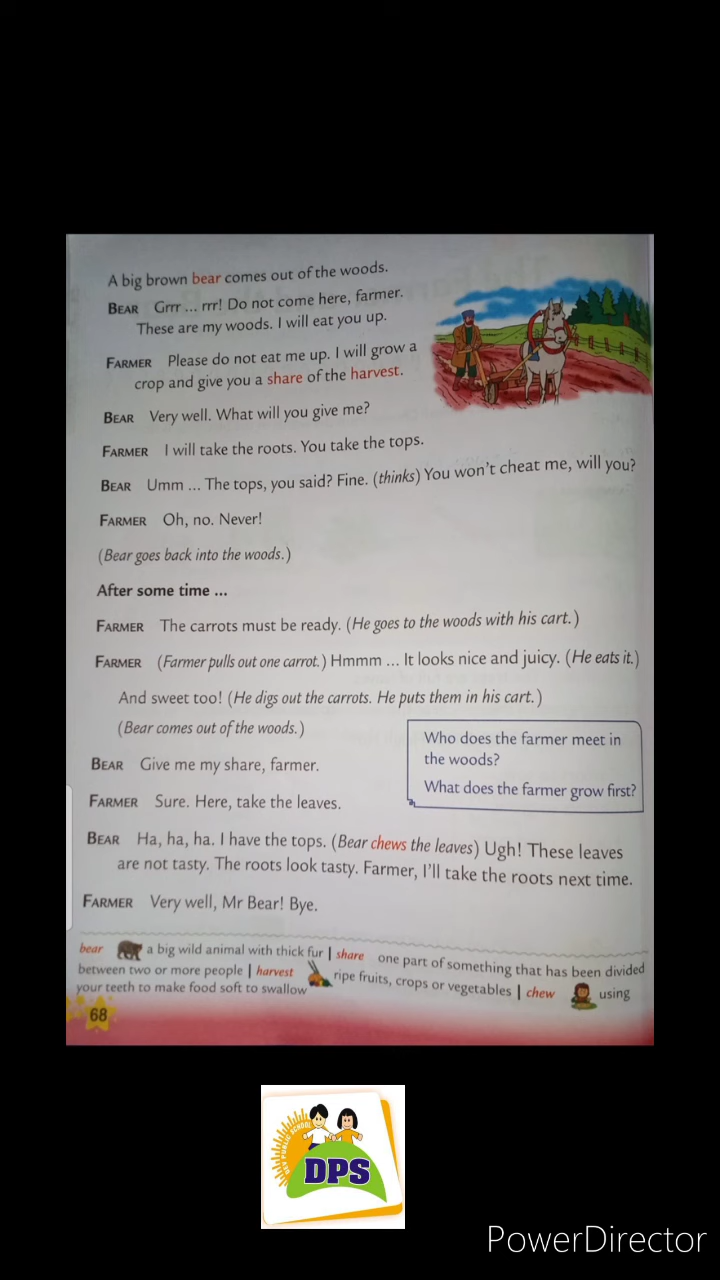 A big brown bear comes out of the woods.
BEAR Grrr ... rrr! Do not come here, farmer.
These are my woods. I will eat you up.
FARMER Please do not eat me up. I will grow a
crop and give you a share of the harvest.
BEAR Very well. What will you give me?
FARMER I will take the roots. You take the tops.
BEAR Umm ... The tops, you said? Fine. (thinks) You won't cheat me, will you?
FARMER Oh, no. Never!
(Bear goes back into the woods.)
After some time ...
FARMER The carrots must be ready. (He goes to the woods with his cart.)
FARMER (Farmer pulls out one carrot.) Hmmm ... It looks nice and juicy. (He eats it.)
And sweet too! (He digs out the carrots. He puts them in his cart.)
(Bear comes out of the woods.)
BEAR Give me my share, farmer.
FARMER Sure. Here, take the leaves.
Who does the farmer meet in
the woods?
What does the farmer grow first?
BEAR Ha, ha, ha. I have the tops. (Bear chews the leaves) Ugh! These leaves
are not tasty. The roots look tasty. Farmer, I'll take the roots next time.
FARMER Very well, Mr Bear! Bye.
bear a big wild animal with thick fur | share one part of something that has been divided
between two or more people | harvest ripe fruits, crops or vegetables | chew using
your teeth to make food soft to swallow
68
DPS
PowerDirector